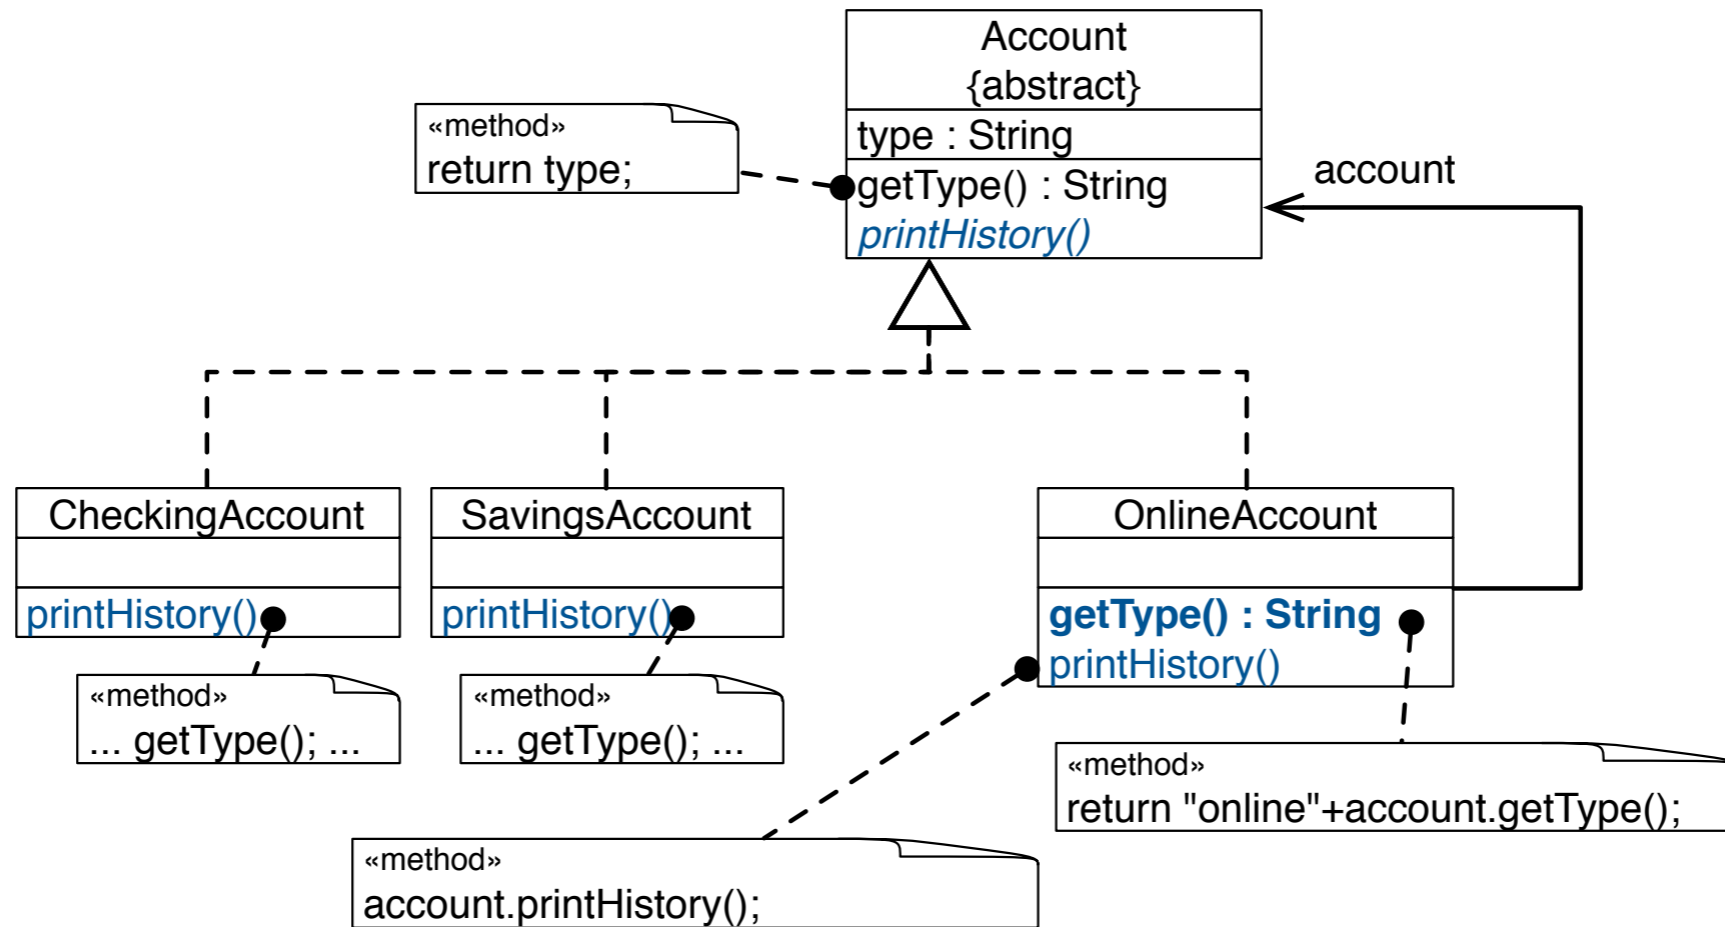 Account
{abstract}
type : String
getType() : String
printHistory()
«method»
return type;
account
CheckingAccount
printHistory()
«method»
... getType(); ...
SavingsAccount
printHistory()
«method»
... getType(); ...
OnlineAccount
getType() : String
printHistory()
«method»
return "online"+account.getType();
«method»
account.printHistory();